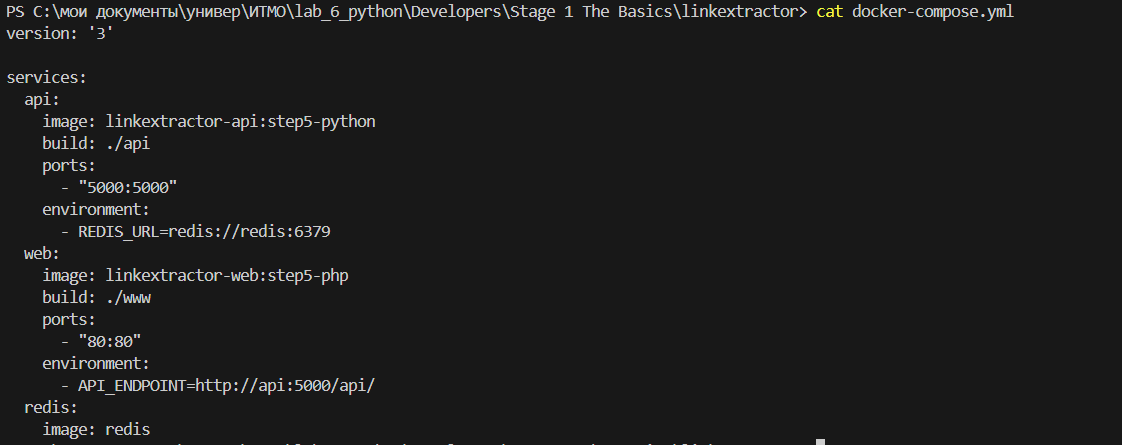 PS C:\мои документы\универ\ИТМО\lab_6_python\Developers\Stage 1 The Basics\linkextractor> cat docker-compose.yml
version: '3'

services:
  api:
    image: linkextractor-api:step5-python
    build: ./api
    ports:
      - "5000:5000"
    environment:
      - REDIS_URL=redis://redis:6379
  web:
    image: linkextractor-web:step5-php
    build: ./www
    ports:
      - "80:80"
    environment:
      - API_ENDPOINT=http://api:5000/api/
  redis:
    image: redis